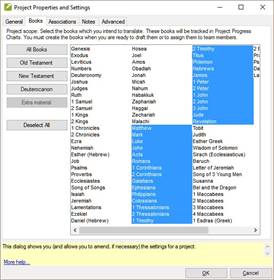 Project Properties and Settings
General
Books
Associations
Notes
Advanced
Project scope: Select the books which you intend to translate. These books will be tracked in Project Progress
Charts. You must create the books when you are ready to draft them or to assign them to team members.
All Books
Old Testament
New Testament
Deuterocanon
Extra material
Deselect All
Genesis
Exodus
Leviticus
Numbers
Deuteronomy
Joshua
Judges
Ruth
1 Samuel
2 Samuel
1 Kings
2 Kings
1 Chronicles
2 Chronicles
Ezra
Nehemiah
Esther (Hebrew)
Job
Psalms
Proverbs
Ecclesiastes
Song of Songs
Isaiah
Jeremiah
Lamentations
Ezekiel
Daniel (Hebrew)
Hosea
Joel
Amos
Obadiah
Jonah
Micah
Nahum
Habakkuk
Zephaniah
Haggai
Zechariah
Malachi
Matthew
Mark
Luke
John
Acts
Romans
1 Corinthians
2 Corinthians
Galatians
Ephesians
Philippians
Colossians
1 Thessalonians
2 Thessalonians
1 Timothy
2 Timothy
Titus
Philemon
Hebrews
James
1 Peter
2 Peter
1 John
2 John
3 John
Jude
Revelation
Tobit
Judith
Esther Greek
Wisdom of Solomon
Sirach (Ecclesiasticus)
Baruch
Letter of Jeremiah
Song of 3 Young Men
Susanna
Bel and the Dragon
1 Maccabees
2 Maccabees
3 Maccabees
4 Maccabees
1 Esdras (Greek)
This dialog shows you (and allows you to amend, if necessary) the settings for a project:
More help...
OK
Cancel